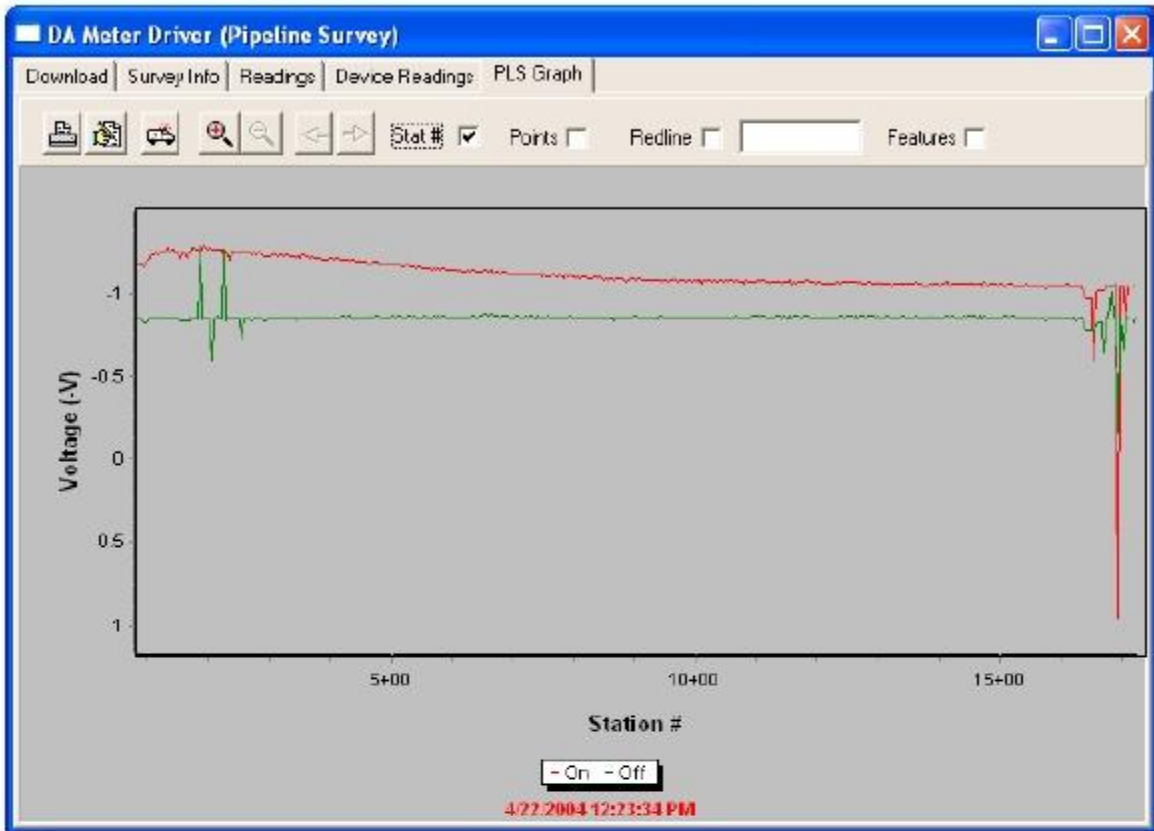 DA Meter Driver (Pipeline Survey)
Download Survey Info Readings Device Readings PLS Graph
Stat # Points Redline Features
-1
-0.5
0
0.5
1
Voltage (-V)
5+00 10+00 15+00
Station #
On Off
4/22/2004 12:23:34 PM